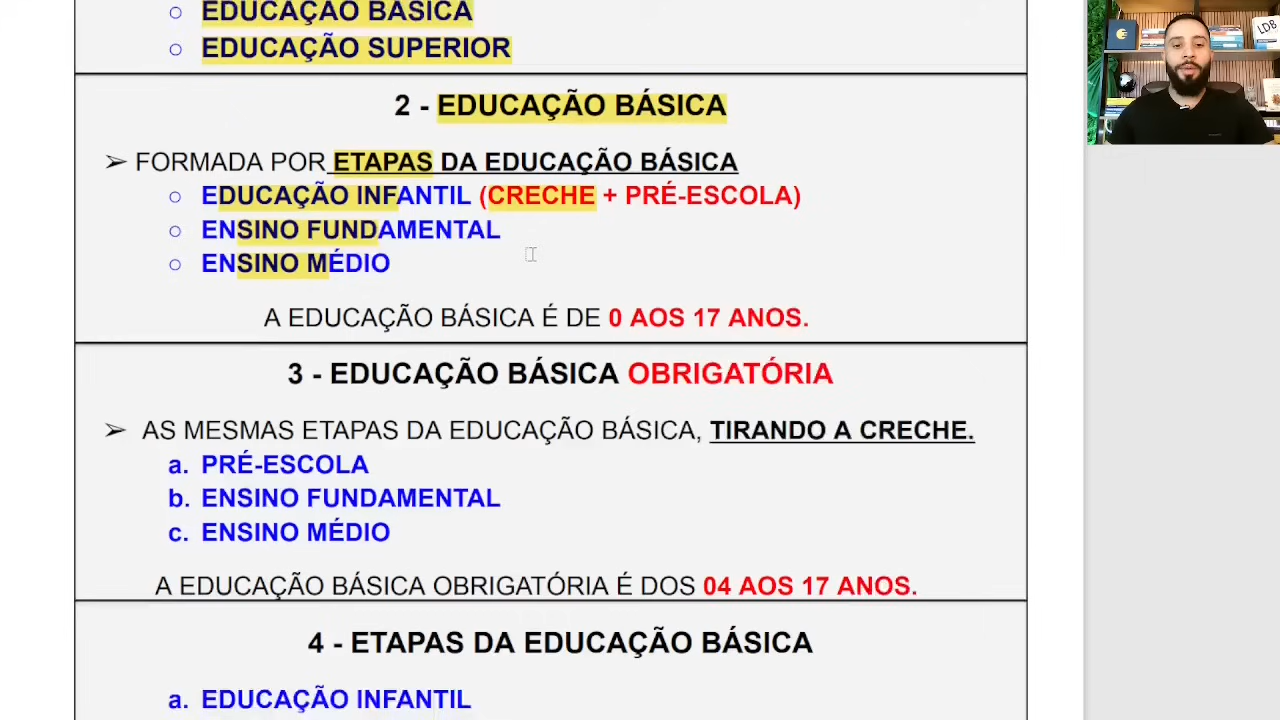 ○ EDUCAÇÃO BÁSICA
○ EDUCAÇÃO SUPERIOR
2 - EDUCAÇÃO BÁSICA
➢ FORMADA POR ETAPAS DA EDUCAÇÃO BÁSICA
○ EDUCAÇÃO INFANTIL (CRECHE + PRÉ-ESCOLA)
○ ENSINO FUNDAMENTAL
○ ENSINO MÉDIO
A EDUCAÇÃO BÁSICA É DE 0 AOS 17 ANOS.
3 - EDUCAÇÃO BÁSICA OBRIGATÓRIA
➢ AS MESMAS ETAPAS DA EDUCAÇÃO BÁSICA, TIRANDO A CRECHE.
a. PRÉ-ESCOLA
b. ENSINO FUNDAMENTAL
c. ENSINO MÉDIO
A EDUCAÇÃO BÁSICA OBRIGATÓRIA É DOS 04 AOS 17 ANOS.
4 - ETAPAS DA EDUCAÇÃO BÁSICA
a. EDUCAÇÃO INFANTIL
LDB